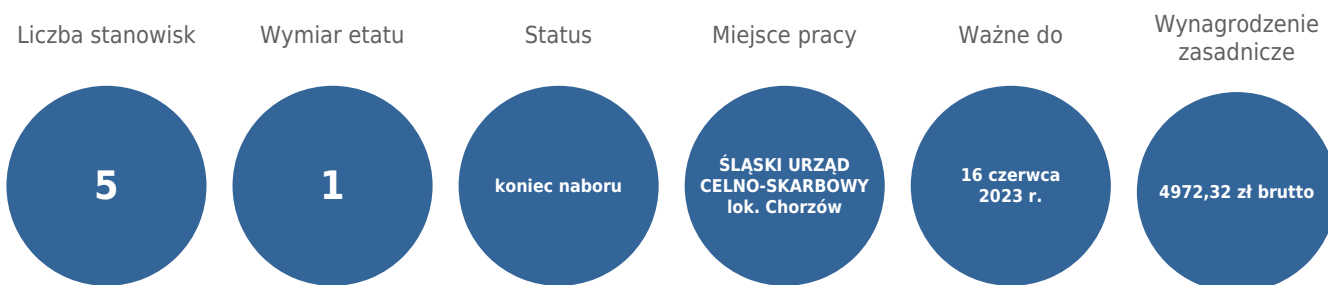 Liczba stanowisk
Wymiar etatu
Status
Miejsce pracy
Ważne do
Wynagrodzenie
zasadnicze
5
1
koniec naboru
ŚLĄSKI URZĄD
CELNO-SKARBOWY
lok. Chorzów
16 czerwca
2023 r.
4972,32 zł brutto